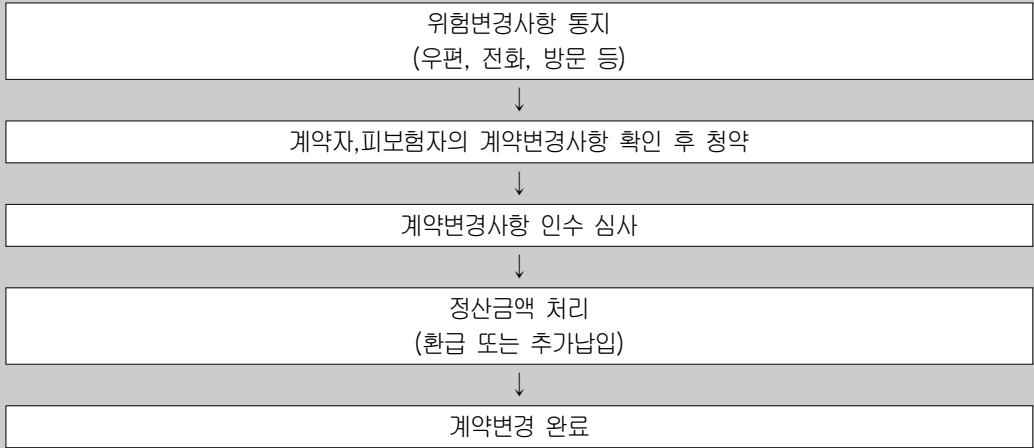 위험변경사항 통지
(우편, 전화, 방문 등)
↓
계약자,피보험자의 계약변경사항 확인 후 청약
↓
계약변경사항 인수 심사
↓
정산금액 처리
(환급 또는 추가납입)
↓
계약변경 완료